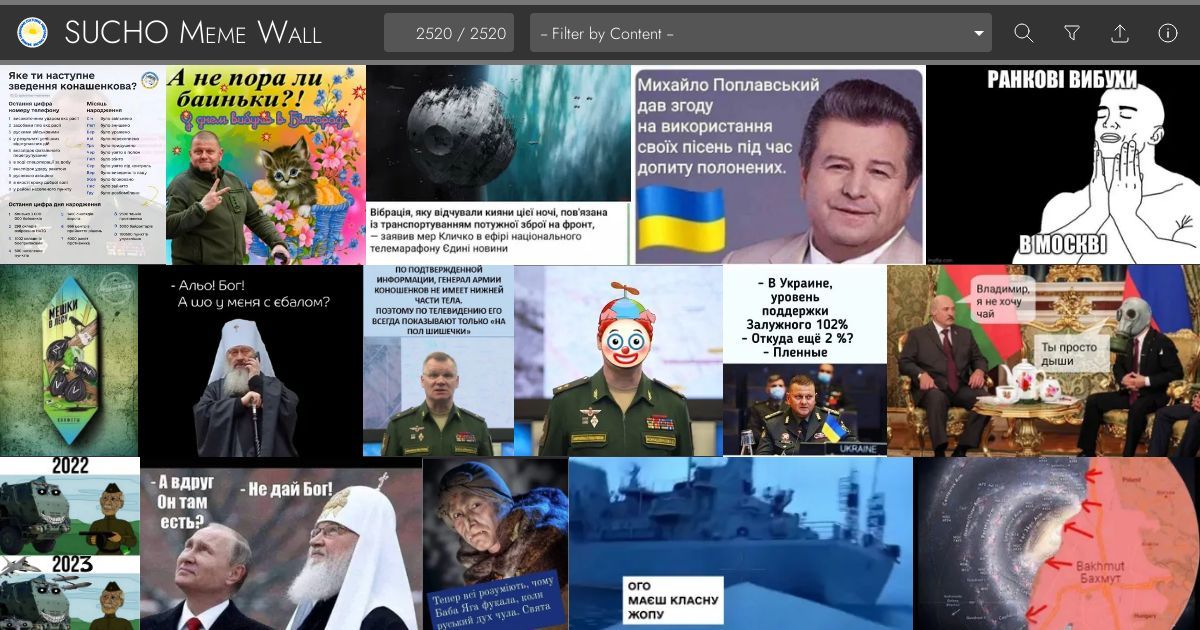 SUCHO MEME WALL
2520 / 2520
– Filter by Content –
Яке ти наступне
зведення конашенкова?
Остання цифра
номеру телефону
Місяць
народження
Остання цифра дня народження
А не пора ли
баиньки?!
Вібрація, яку відчували кияни цієї ночі, пов'язана
із транспортуванням потужної зброї на фронт,
— заявив мер Кличко в ефірі національного
телемарафону Єдині новини
Михайло Поплавський
дав згоду
на використання
своїх пісень під час
допиту полонених.
РАНКОВІ ВИБУХИ
В МОСКВІ
imgflip.com
МЕШКИ
В ЛЕСУ
КОНФЕТЫ
- Альо! Бог!
А шо у меня с єбалом?
ПО ПОДТВЕРЖДЕННОЙ
ИНФОРМАЦИИ, ГЕНЕРАЛ АРМИИ
КОНОШЕНКОВ НЕ ИМЕЕТ НИЖНЕЙ
ЧАСТИ ТЕЛА.
ПОЭТОМУ ПО ТЕЛЕВИДЕНИЮ ЕГО
ВСЕГДА ПОКАЗЫВАЮТ ТОЛЬКО «НА
ПОЛ ШИШЕЧКИ»
– В Украине,
уровень
поддержки
Залужного 102%
– Откуда ещё 2 %?
– Пленные
UKRAINE
Владимир,
я не хочу
чай
Ты просто
дыши
2022
2023
- А вдруг
Он там
есть?
- Не дай Бог!
Тепер всі розуміють, чому
Баба Яга фукала, коли
руський дух чула. Свята
ОГО
МАЄШ КЛАСНУ
ЖОПУ
Poland
Bakhmut
Бахмут
Hungary